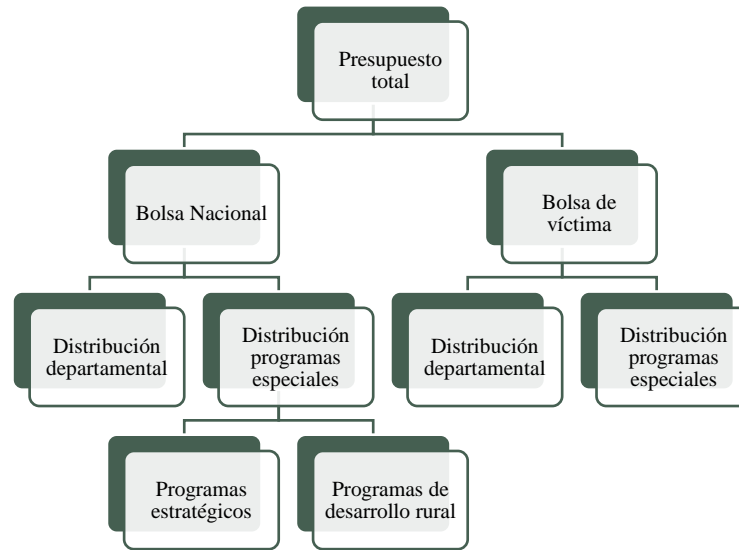 Presupuesto
total
Bolsa Nacional
Bolsa de
víctima
Distribución
departamental
Distribución
programas
especiales
Distribución
departamental
Distribución
programas
especiales
Programas
estratégicos
Programas de
desarrollo rural